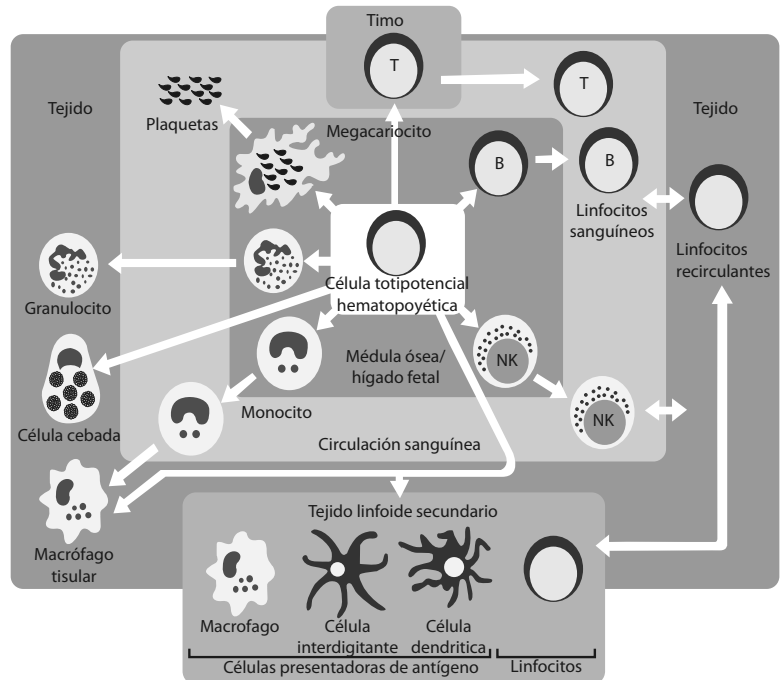 Timo
T
T
Tejido
Tejido
Plaquetas
Megacariocito
B
B
Linfocitos
sanguíneos
Linfocitos
recirculantes
Granulocito
Célula totipotencial
hematopoyética
Médula ósea/
hígado fetal
NK
NK
Célula cebada
Monocito
Circulación sanguínea
Macrófago
tisular
Tejido linfoide secundario
Macrofago
Célula
interdigitante
Célula
dendritica
Células presentadoras de antígeno
Linfocitos